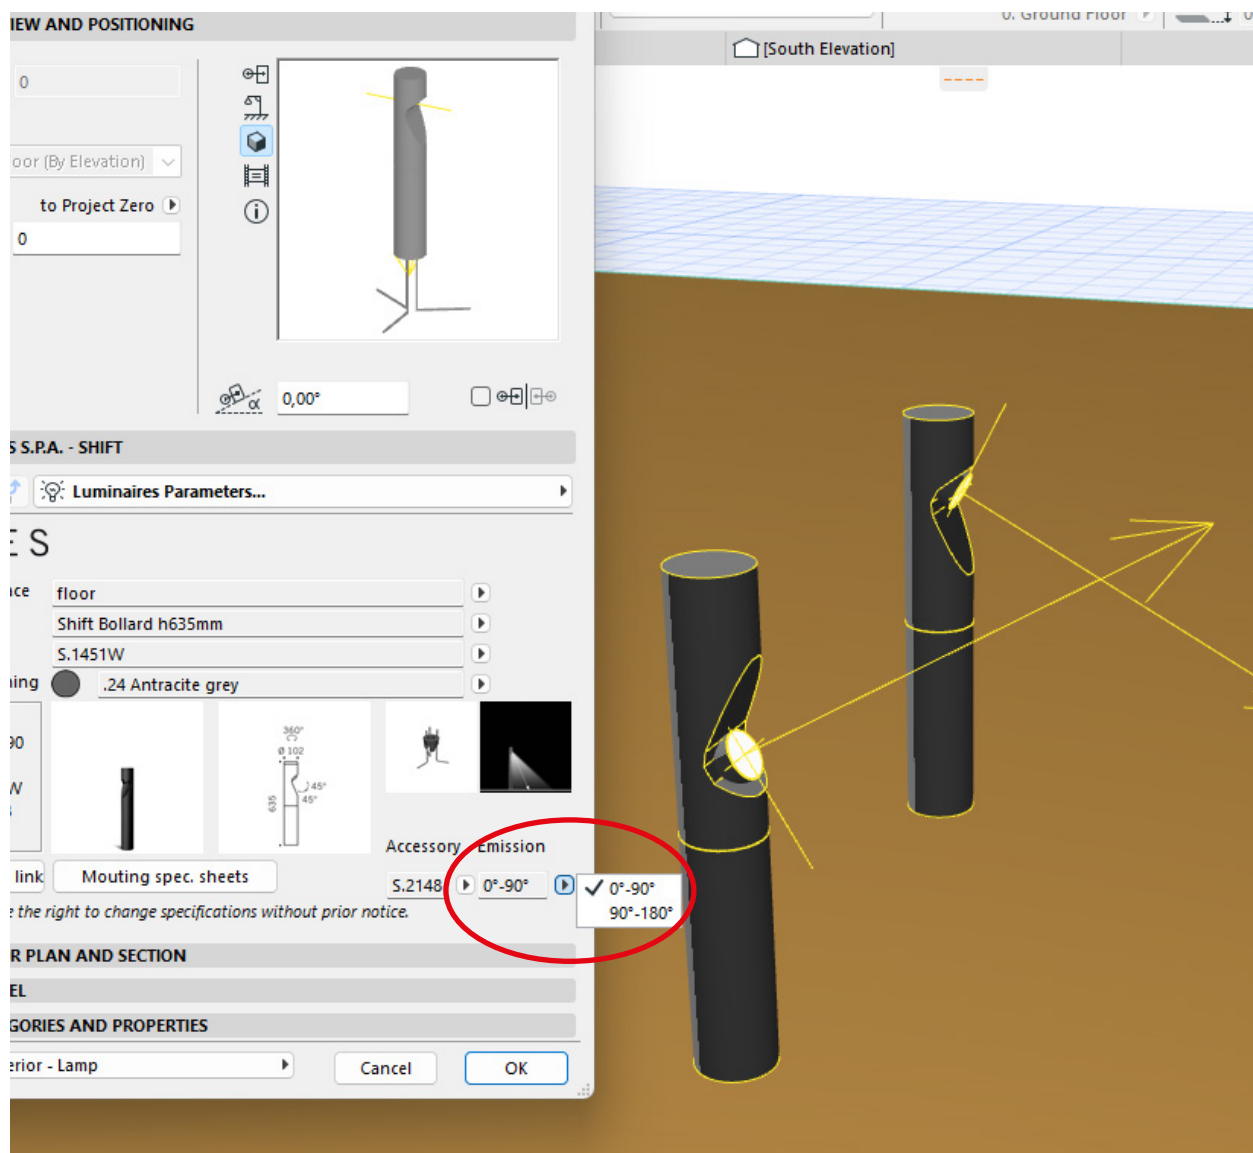 IEW AND POSITIONING
0. Ground Floor
[South Elevation]
0
oor (By Elevation)
to Project Zero
0
α
0,00°
S S.P.A. - SHIFT
Luminaires Parameters...
E S
ice
floor
Shift Bollard h635mm
S.1451W
ning
.24 Antracite grey
90
W
360°
Ø 102
45°
45°
635
Accessory
Emission
link
Mouting spec. sheets
S.2148
0°-90°
0°-90°
90°-180°
e the right to change specifications without prior notice.
R PLAN AND SECTION
EL
GORIES AND PROPERTIES
erior - Lamp
Cancel
OK